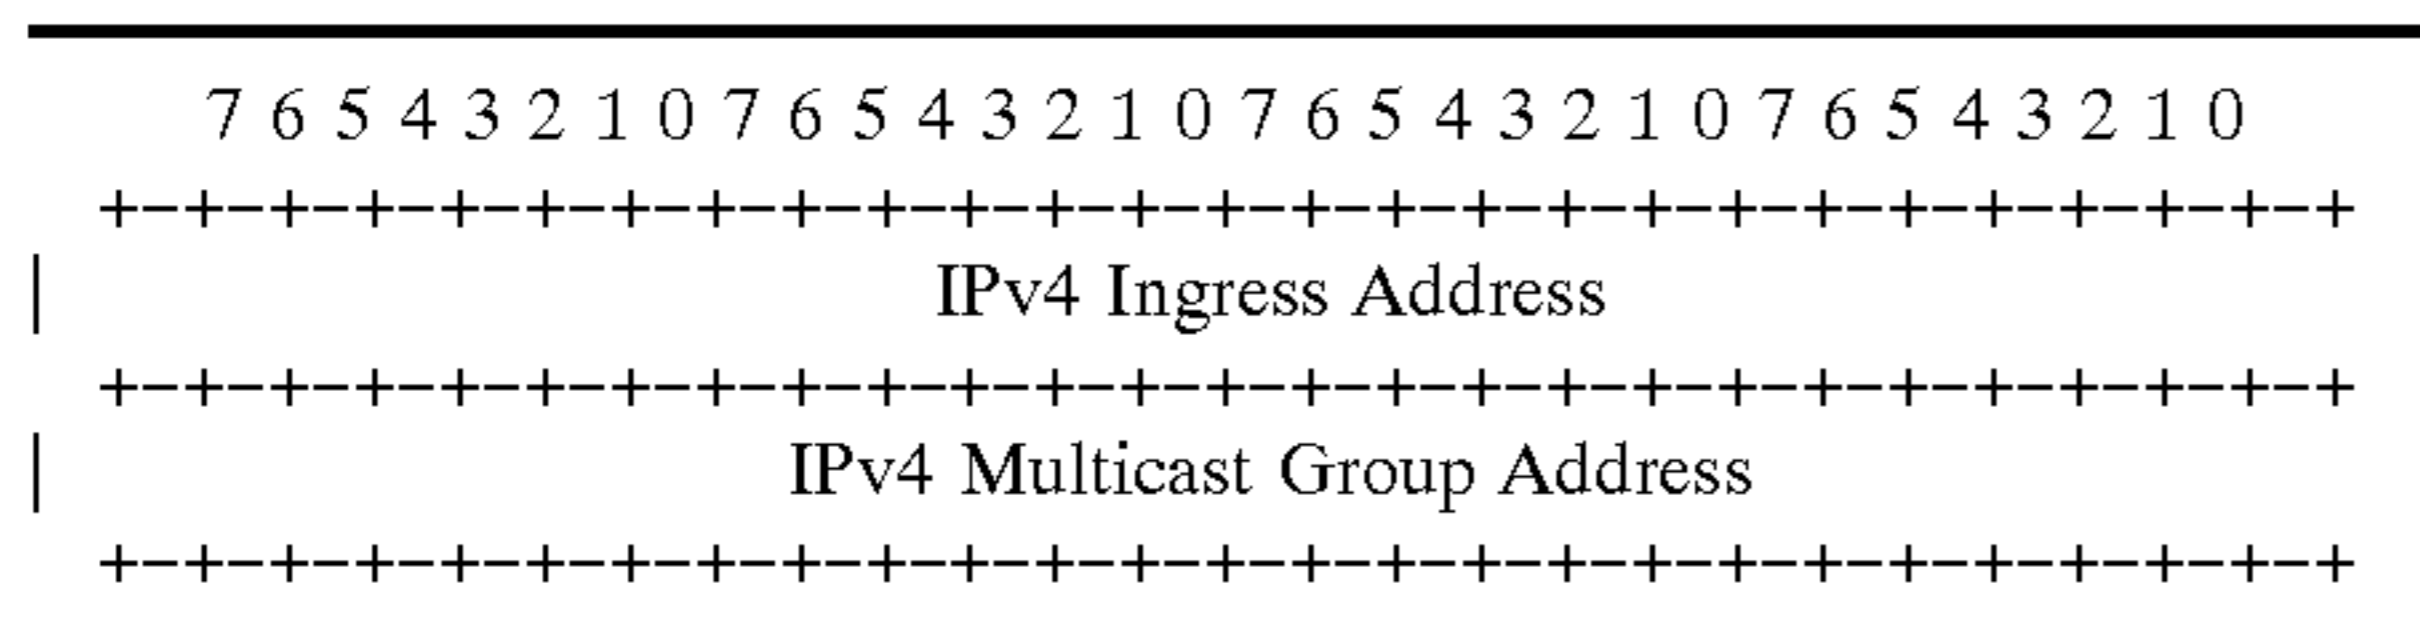 7 6 5 4 3 2 1 0 7 6 5 4 3 2 1 0 7 6 5 4 3 2 1 0 7 6 5 4 3 2 1 0
+-+-+-+-+-+-+-+-+-+-+-+-+-+-+-+-+-+-+-+-+-+-+-+-+-+-+
| IPv4 Ingress Address
+-+-+-+-+-+-+-+-+-+-+-+-+-+-+-+-+-+-+-+-+-+-+-+-+-+-+
| IPv4 Multicast Group Address
+-+-+-+-+-+-+-+-+-+-+-+-+-+-+-+-+-+-+-+-+-+-+-+-+-+-+